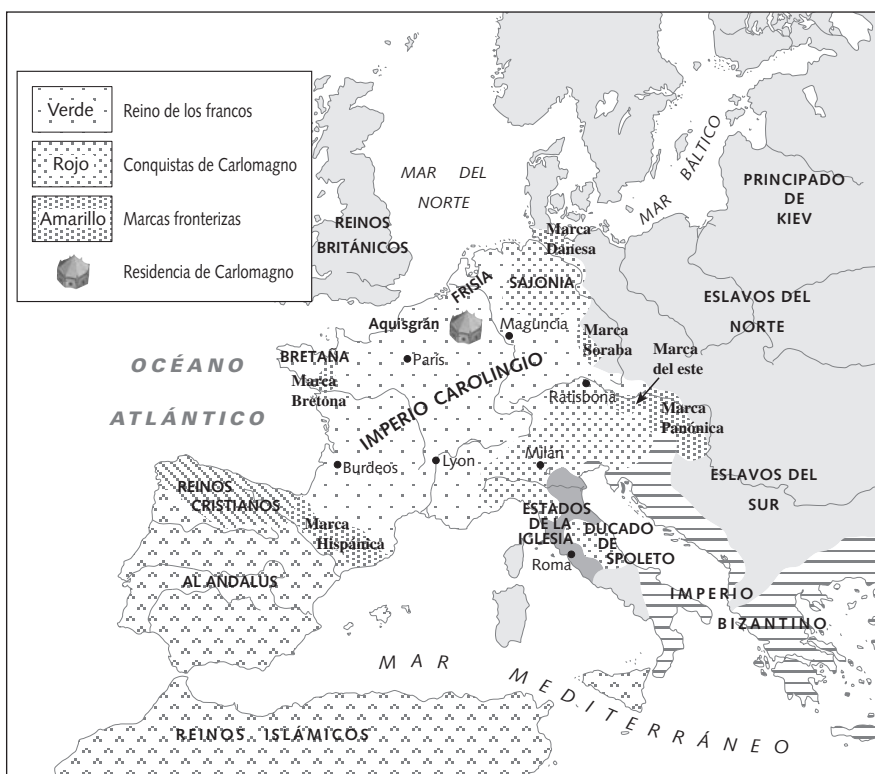 Verde
Reino de los francos
Rojo
Conquistas de Carlomagno
Amarillo
Marcas fronterizas
Residencia de Carlomagno
MAR DEL
NORTE
MAR BÁLTICO
PRINCIPADO
DE
KIEV
REINOS
BRITÁNICOS
Marca
Danesa
FRISIA
SAJONIA
ESLAVOS DEL
NORTE
Aquisgrán
Maguncia
Marca
Soraba
Marca
del este
OCÉANO
ATLÁNTICO
BRETAÑA
París
Marca
Bretona
IMPERIO CAROLINGIO
Ratisbona
Marca
Panónica
Burdeos
Lyon
Milán
ESLAVOS DEL
SUR
REINOS
CRISTIANOS
Marca
Hispánica
ESTADOS
DE LA
IGLESIA
DUCADO
DE
SPOLETO
Roma
AL ANDALUS
IMPERIO
BIZANTINO
MAR MEDITERRÁNEO
REINOS ISLÁMICOS